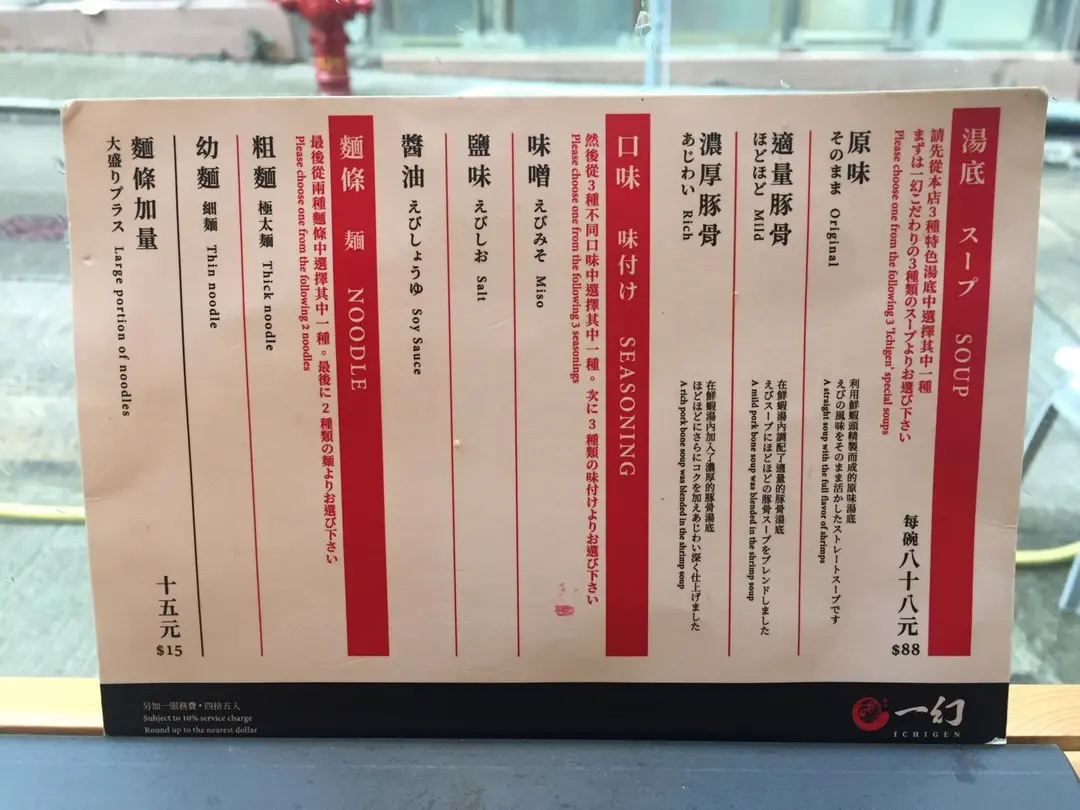 湯底 スープ SOUP
請先從本店3種特色湯底中選擇其中一種
まずは一幻こだわりの3種類のスープよりお選び下さい
Please choose one from the following 3 'Ichigen' special soups
每碗八十八元
$88
原味
そのまま Original
利用鮮蝦頭精製而成的原味湯底
えびの風味をそのまま活かしたストレートスープです
A straight soup with the full flavor of shrimps
適量豚骨
ほどほど Mild
在鮮蝦湯內調配了適量的豚骨湯底
えびスープにほどほどの豚骨スープをブレンドしました
A mild pork bone soup was blended in the shrimp soup
濃厚豚骨
あじわい Rich
在鮮蝦湯內加入了濃厚的豚骨湯底
ほどほどにさらにコクを加えあじわい深く仕上げました
A rich pork bone soup was blended in the shrimp soup
口味 味付け SEASONING
然後從3種不同口味中選擇其中一種。次に3種類の味付けよりお選び下さい
Please choose one from the following 3 seasonings
味噌 えびみそ Miso
鹽味 えびしお Salt
醬油 えびしょうゆ Soy Sauce
麵條 麺 NOODLE
最後從兩種麵條中選擇其中一種。最後に2種類の麺よりお選び下さい
Please choose one from the following 2 noodles
粗麵 極太麺 Thick noodle
幼麵 細麺 Thin noodle
麵條加量
大盛りプラス Large portion of noodles
十五元
$15
另加一服務費・四捨五入
Subject to 10% service charge
Round up to the nearest dollar
一幻
ICHIGEN